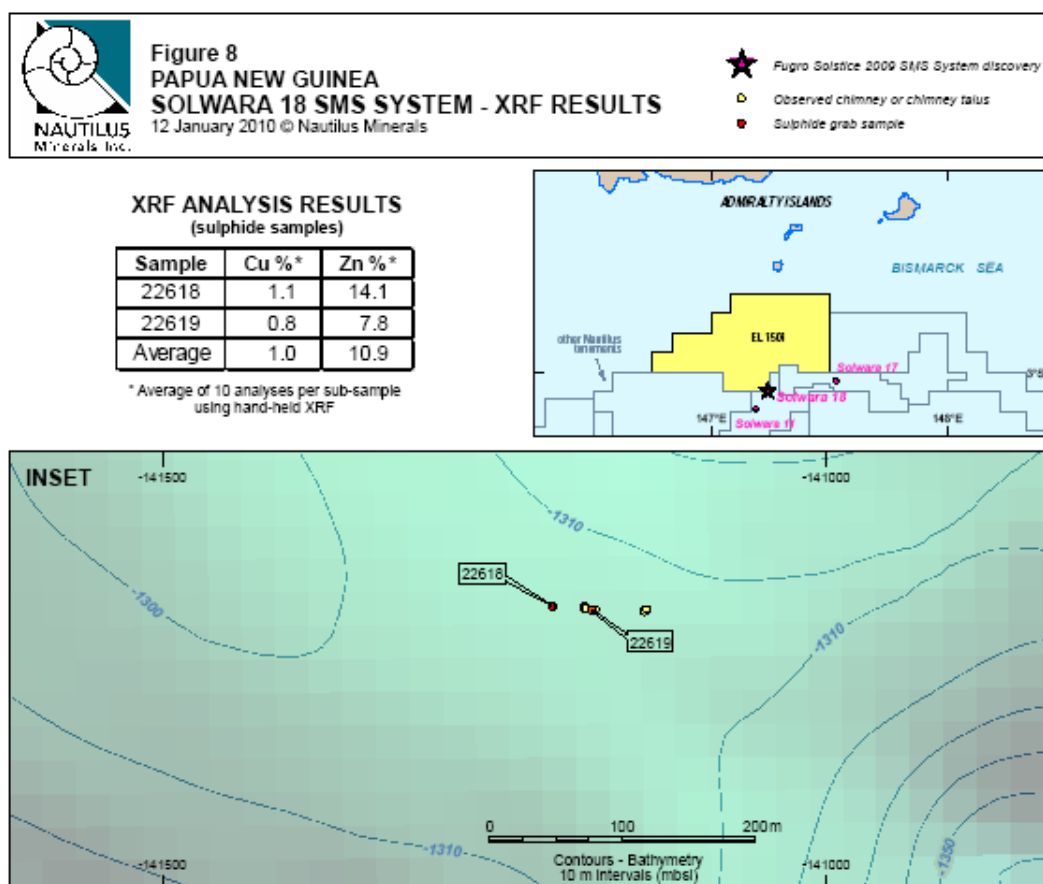 NAUTILUS
Minerals Inc.
Figure 8
PAPUA NEW GUINEA
SOLWARA 18 SMS SYSTEM - XRF RESULTS
12 January 2010 © Nautilus Minerals
Fugro Solstice 2009 SMS System discovery
Observed chimney or chimney talus
Sulphide grab sample
XRF ANALYSIS RESULTS
(sulphide samples)
Sample Cu %* Zn %*
22618 1.1 14.1
22619 0.8 7.8
Average 1.0 10.9
* Average of 10 analyses per sub-sample
using hand-held XRF
ADMIRALTY ISLANDS
BISMARCK SEA
EL 1501
other Nautilus
tenements
Solwara 17
3°S
Solwara 18
147°E
148°E
Solwara 11
INSET
-141500
-141000
-1310
22618
-1300
22619
-1310
0 100 200 m
-1310
Contours - Bathymetry
10 m Intervals (mbsl)
-1350
-141500
-141000